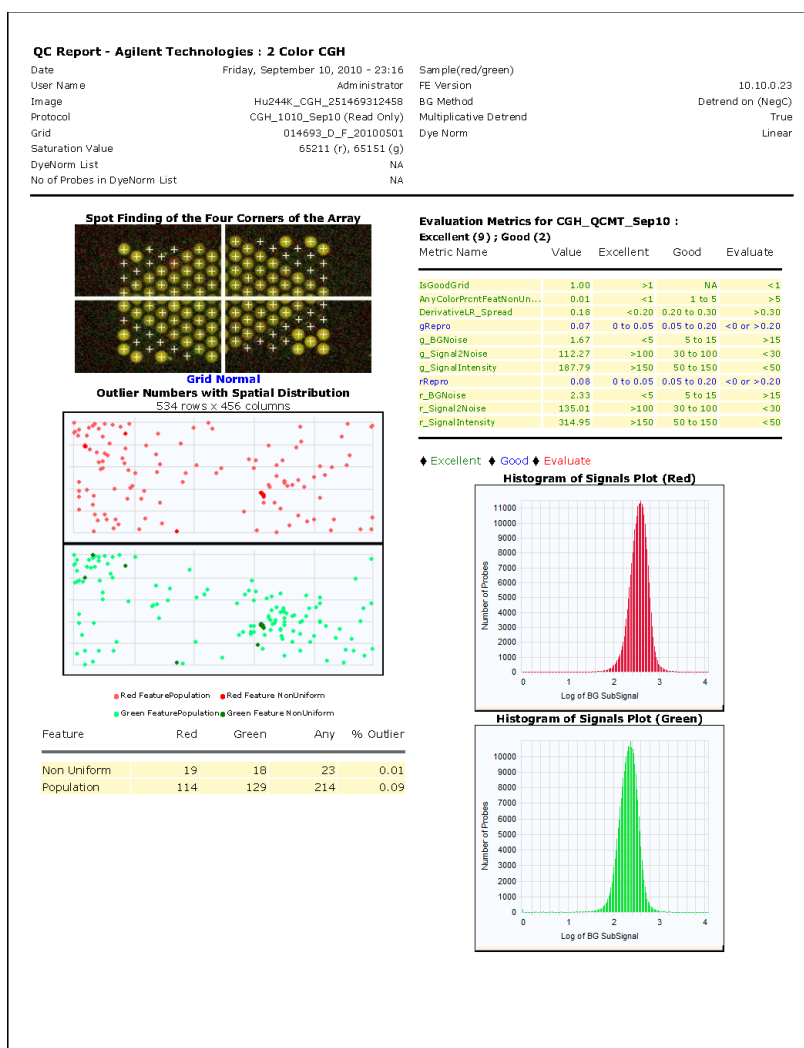 QC Report - Agilent Technologies : 2 Color CGH
Date Friday, September 10, 2010 - 23:16
User Name Administrator
Image Hu244K_CGH_251469312458
Protocol CGH_1010_Sep10 (Read Only)
Grid 014693_D_F_20100501
Saturation Value 65211 (r), 65151 (g)
DyeNorm List NA
No of Probes in DyeNorm List NA
Sample(red/green)
FE Version 10.10.0.23
BG Method Detrend on (NegC)
Multiplicative Detrend True
Dye Norm Linear
Spot Finding of the Four Corners of the Array
Grid Normal
Outlier Numbers with Spatial Distribution
534 rows x 456 columns
Red FeaturePopulation Red Feature NonUniform
Green FeaturePopulation Green Feature NonUniform
Feature Red Green Any % Outlier
Non Uniform 19 18 23 0.01
Population 114 129 214 0.09
Evaluation Metrics for CGH_QCMT_Sep10 :
Excellent (9) ; Good (2)
Metric Name Value Excellent Good Evaluate
IsGoodGrid 1.00 >1 NA <1
AnyColorPrcntFeatNonUn... 0.01 <1 1 to 5 >5
DerivativeLR_Spread 0.18 <0.20 0.20 to 0.30 >0.30
gRepro 0.07 0 to 0.05 0.05 to 0.20 <0 or >0.20
g_BGNoise 1.67 <5 5 to 15 >15
g_Signal2Noise 112.27 >100 30 to 100 <30
g_SignalIntensity 187.79 >150 50 to 150 <50
rRepro 0.08 0 to 0.05 0.05 to 0.20 <0 or >0.20
r_BGNoise 2.33 <5 5 to 15 >15
r_Signal2Noise 135.01 >100 30 to 100 <30
r_SignalIntensity 314.95 >150 50 to 150 <50
Excellent Good Evaluate
Histogram of Signals Plot (Red)
Number of Probes
11000
10000
9000
8000
7000
6000
5000
4000
3000
2000
1000
0
0 1 2 3 4
Log of BG SubSignal
Histogram of Signals Plot (Green)
Number of Probes
10000
9000
8000
7000
6000
5000
4000
3000
2000
1000
0
0 1 2 3 4
Log of BG SubSignal